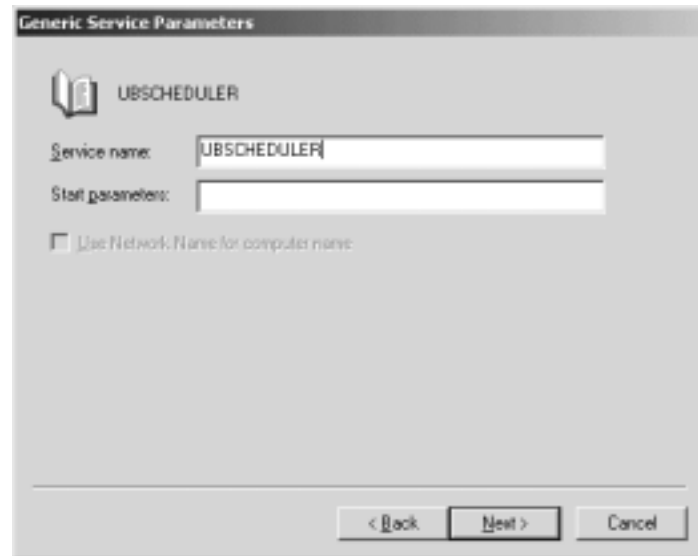 Generic Service Parameters
UBSCHEDULER
Service name: UBSCHEDULER
Start parameters:
Use Network Name for computer name
< Back Next > Cancel